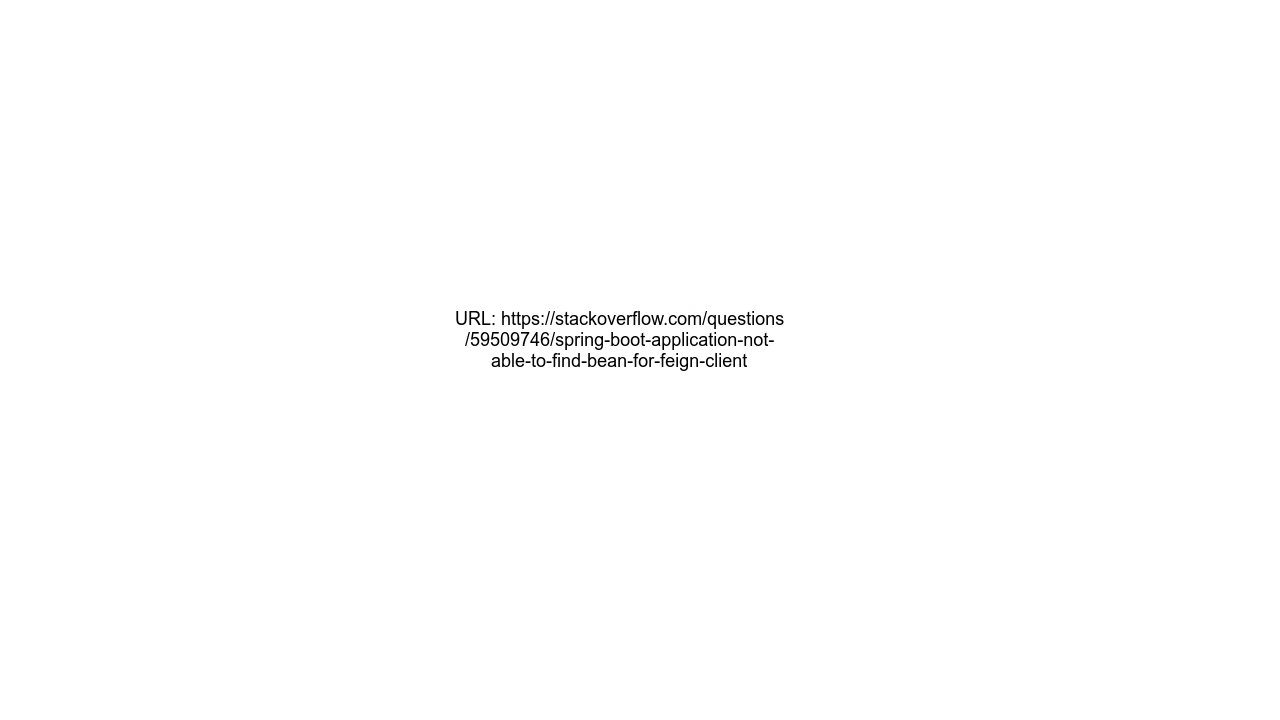 URL: https://stackoverflow.com/questions
/59509746/spring-boot-application-not-
able-to-find-bean-for-feign-client